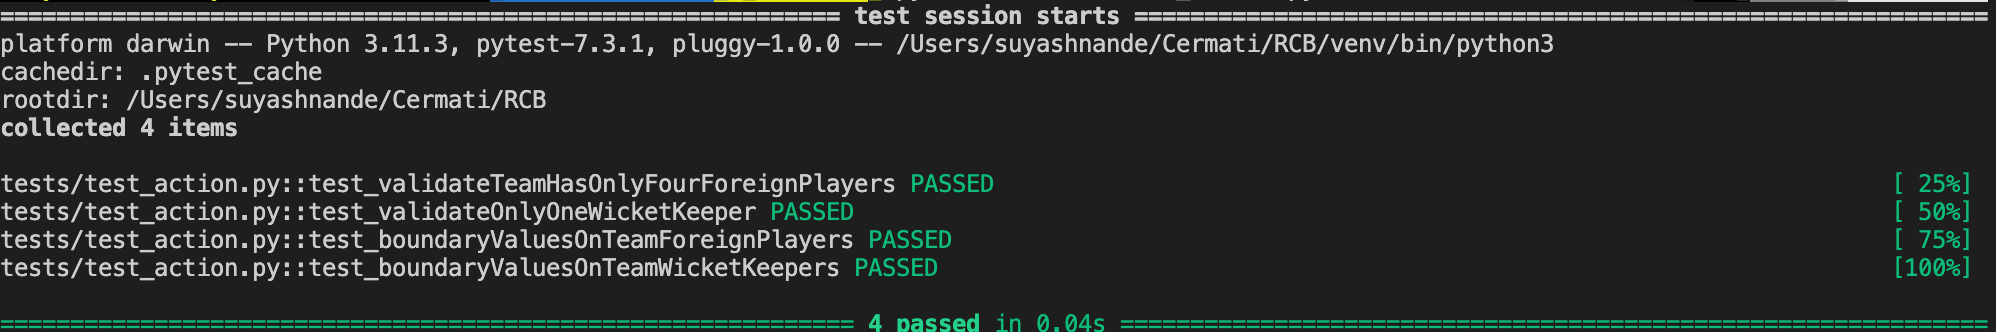 ============================================================ test session starts =============================================================
platform darwin -- Python 3.11.3, pytest-7.3.1, pluggy-1.0.0 -- /Users/suyashnande/Cermati/RCB/venv/bin/python3
cachedir: .pytest_cache
rootdir: /Users/suyashnande/Cermati/RCB
collected 4 items
tests/test_action.py::test_validateTeamHasOnlyFourForeignPlayers PASSED [ 25%]
tests/test_action.py::test_validateOnlyOneWicketKeeper PASSED [ 50%]
tests/test_action.py::test_boundaryValuesOnTeamForeignPlayers PASSED [ 75%]
tests/test_action.py::test_boundaryValuesOnTeamWicketKeepers PASSED [100%]
============================================================= 4 passed in 0.04s ==============================================================